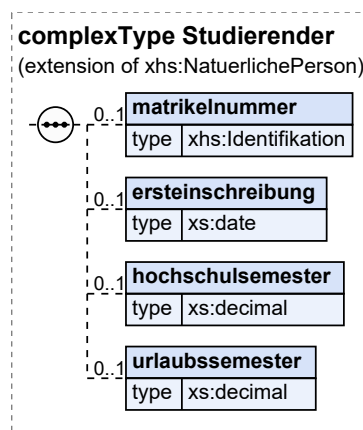 complexType Studierender
(extension of xhs:NatuerlichePerson)
0..1 matrikelnummer
type xhs:Identifikation
0..1 ersteinschreibung
type xs:date
0..1 hochschulsemester
type xs:decimal
0..1 urlaubssemester
type xs:decimal